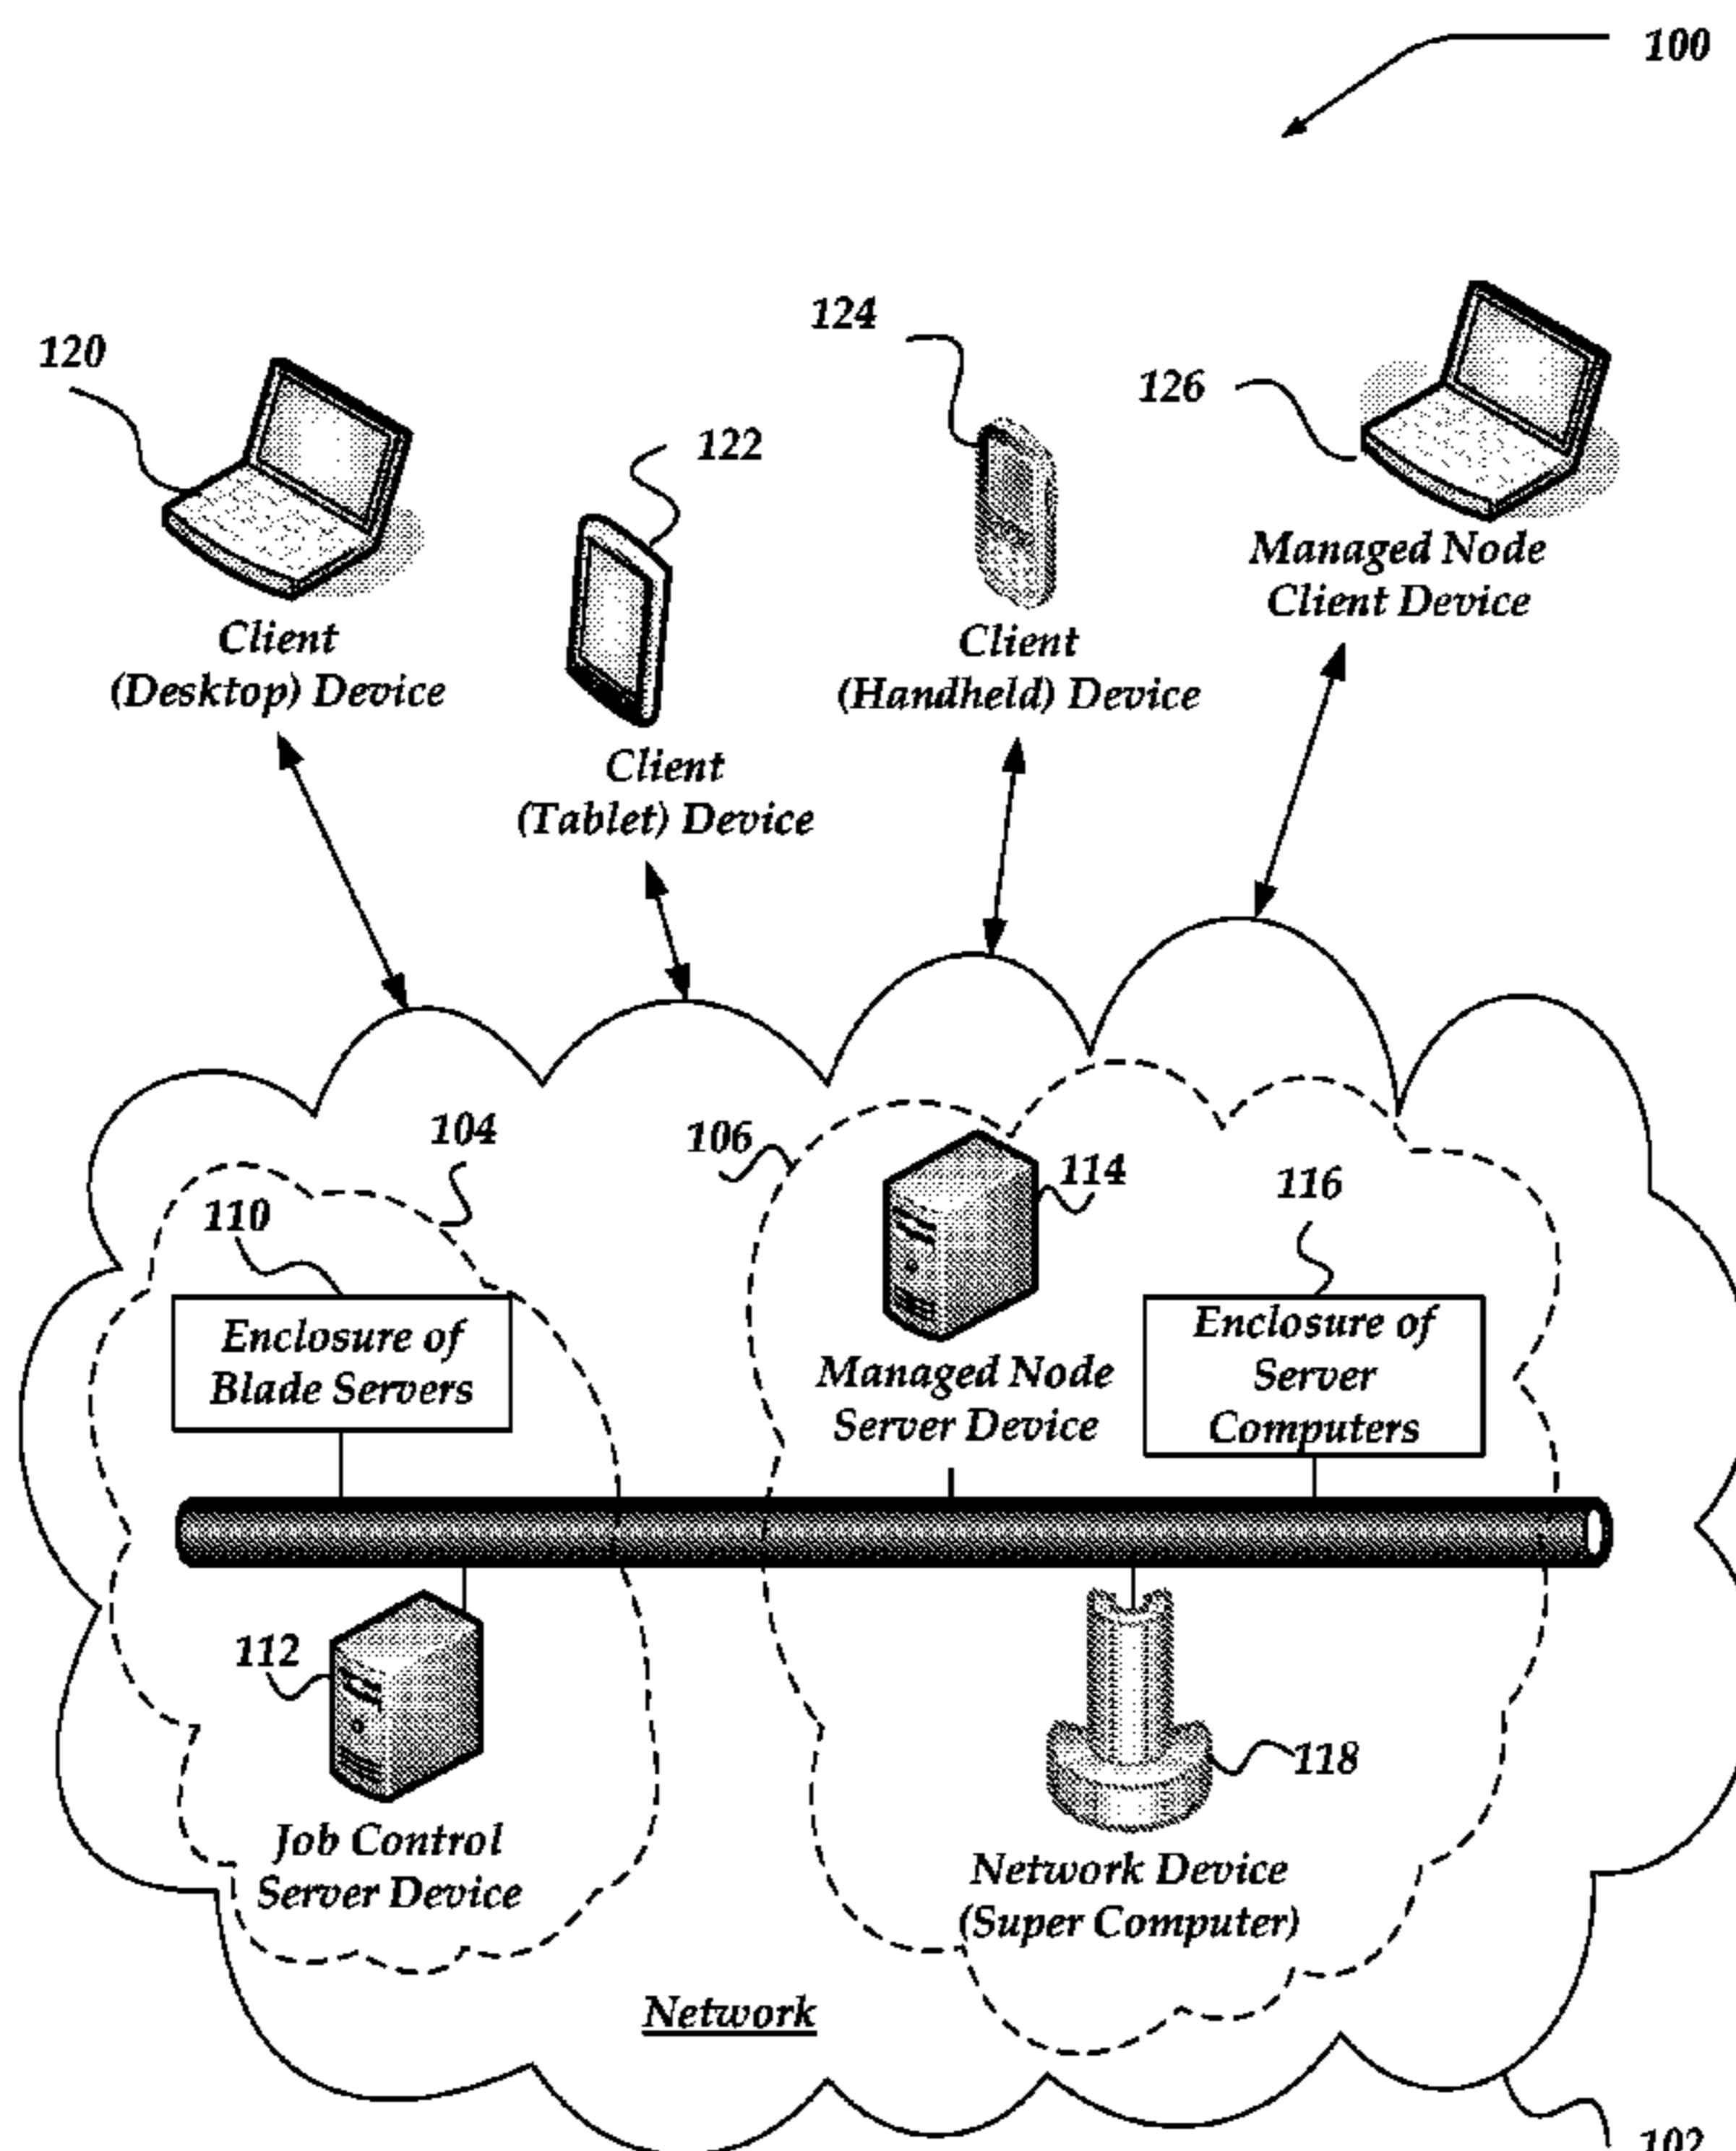 100
124
120
126
122
Managed Node
Client Device
Client
(Desktop) Device
Client
(Handheld) Device
Client
(Tablet) Device
104
106
114
116
110
Enclosure of
Blade Servers
Managed Node
Server Device
Enclosure of
Server
Computers
112
118
Job Control
Server Device
Network Device
(Super Computer)
Network
102